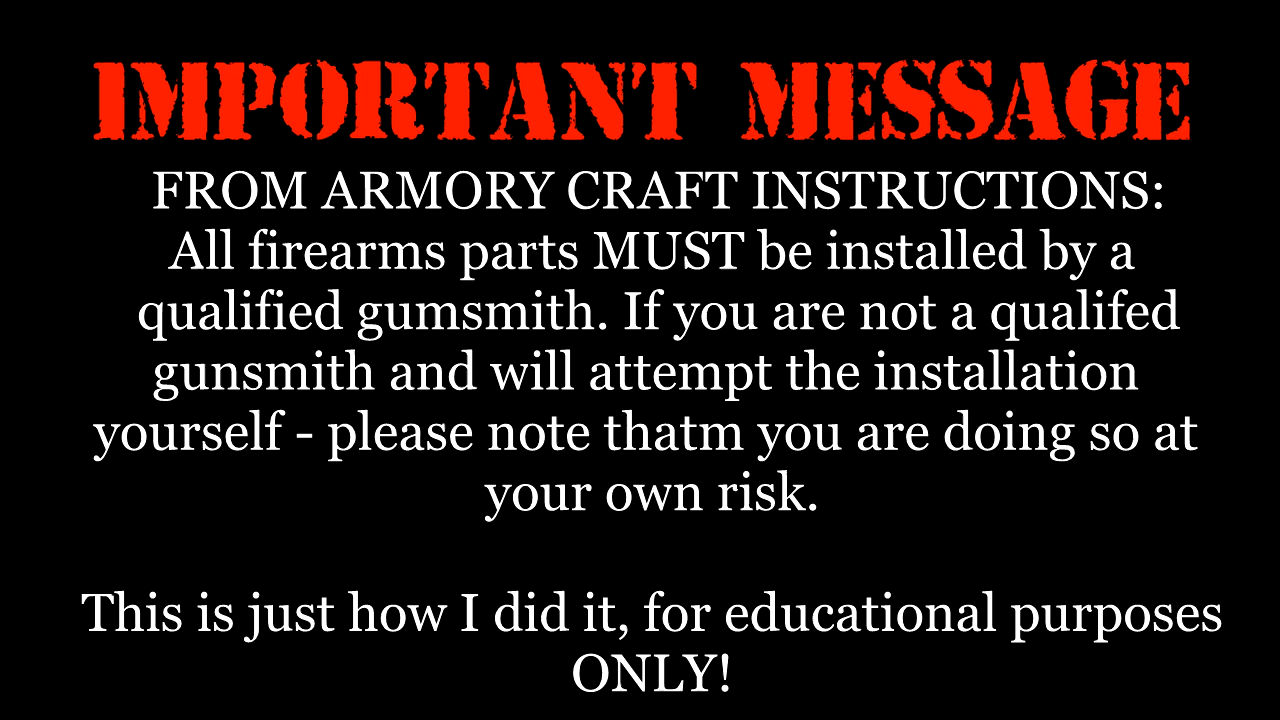 IMPORTANT MESSAGE
FROM ARMORY CRAFT INSTRUCTIONS:
All firearms parts MUST be installed by a
qualified gumsmith. If you are not a qualifed
gunsmith and will attempt the installation
yourself - please note thatm you are doing so at
your own risk.
This is just how I did it, for educational purposes
ONLY!